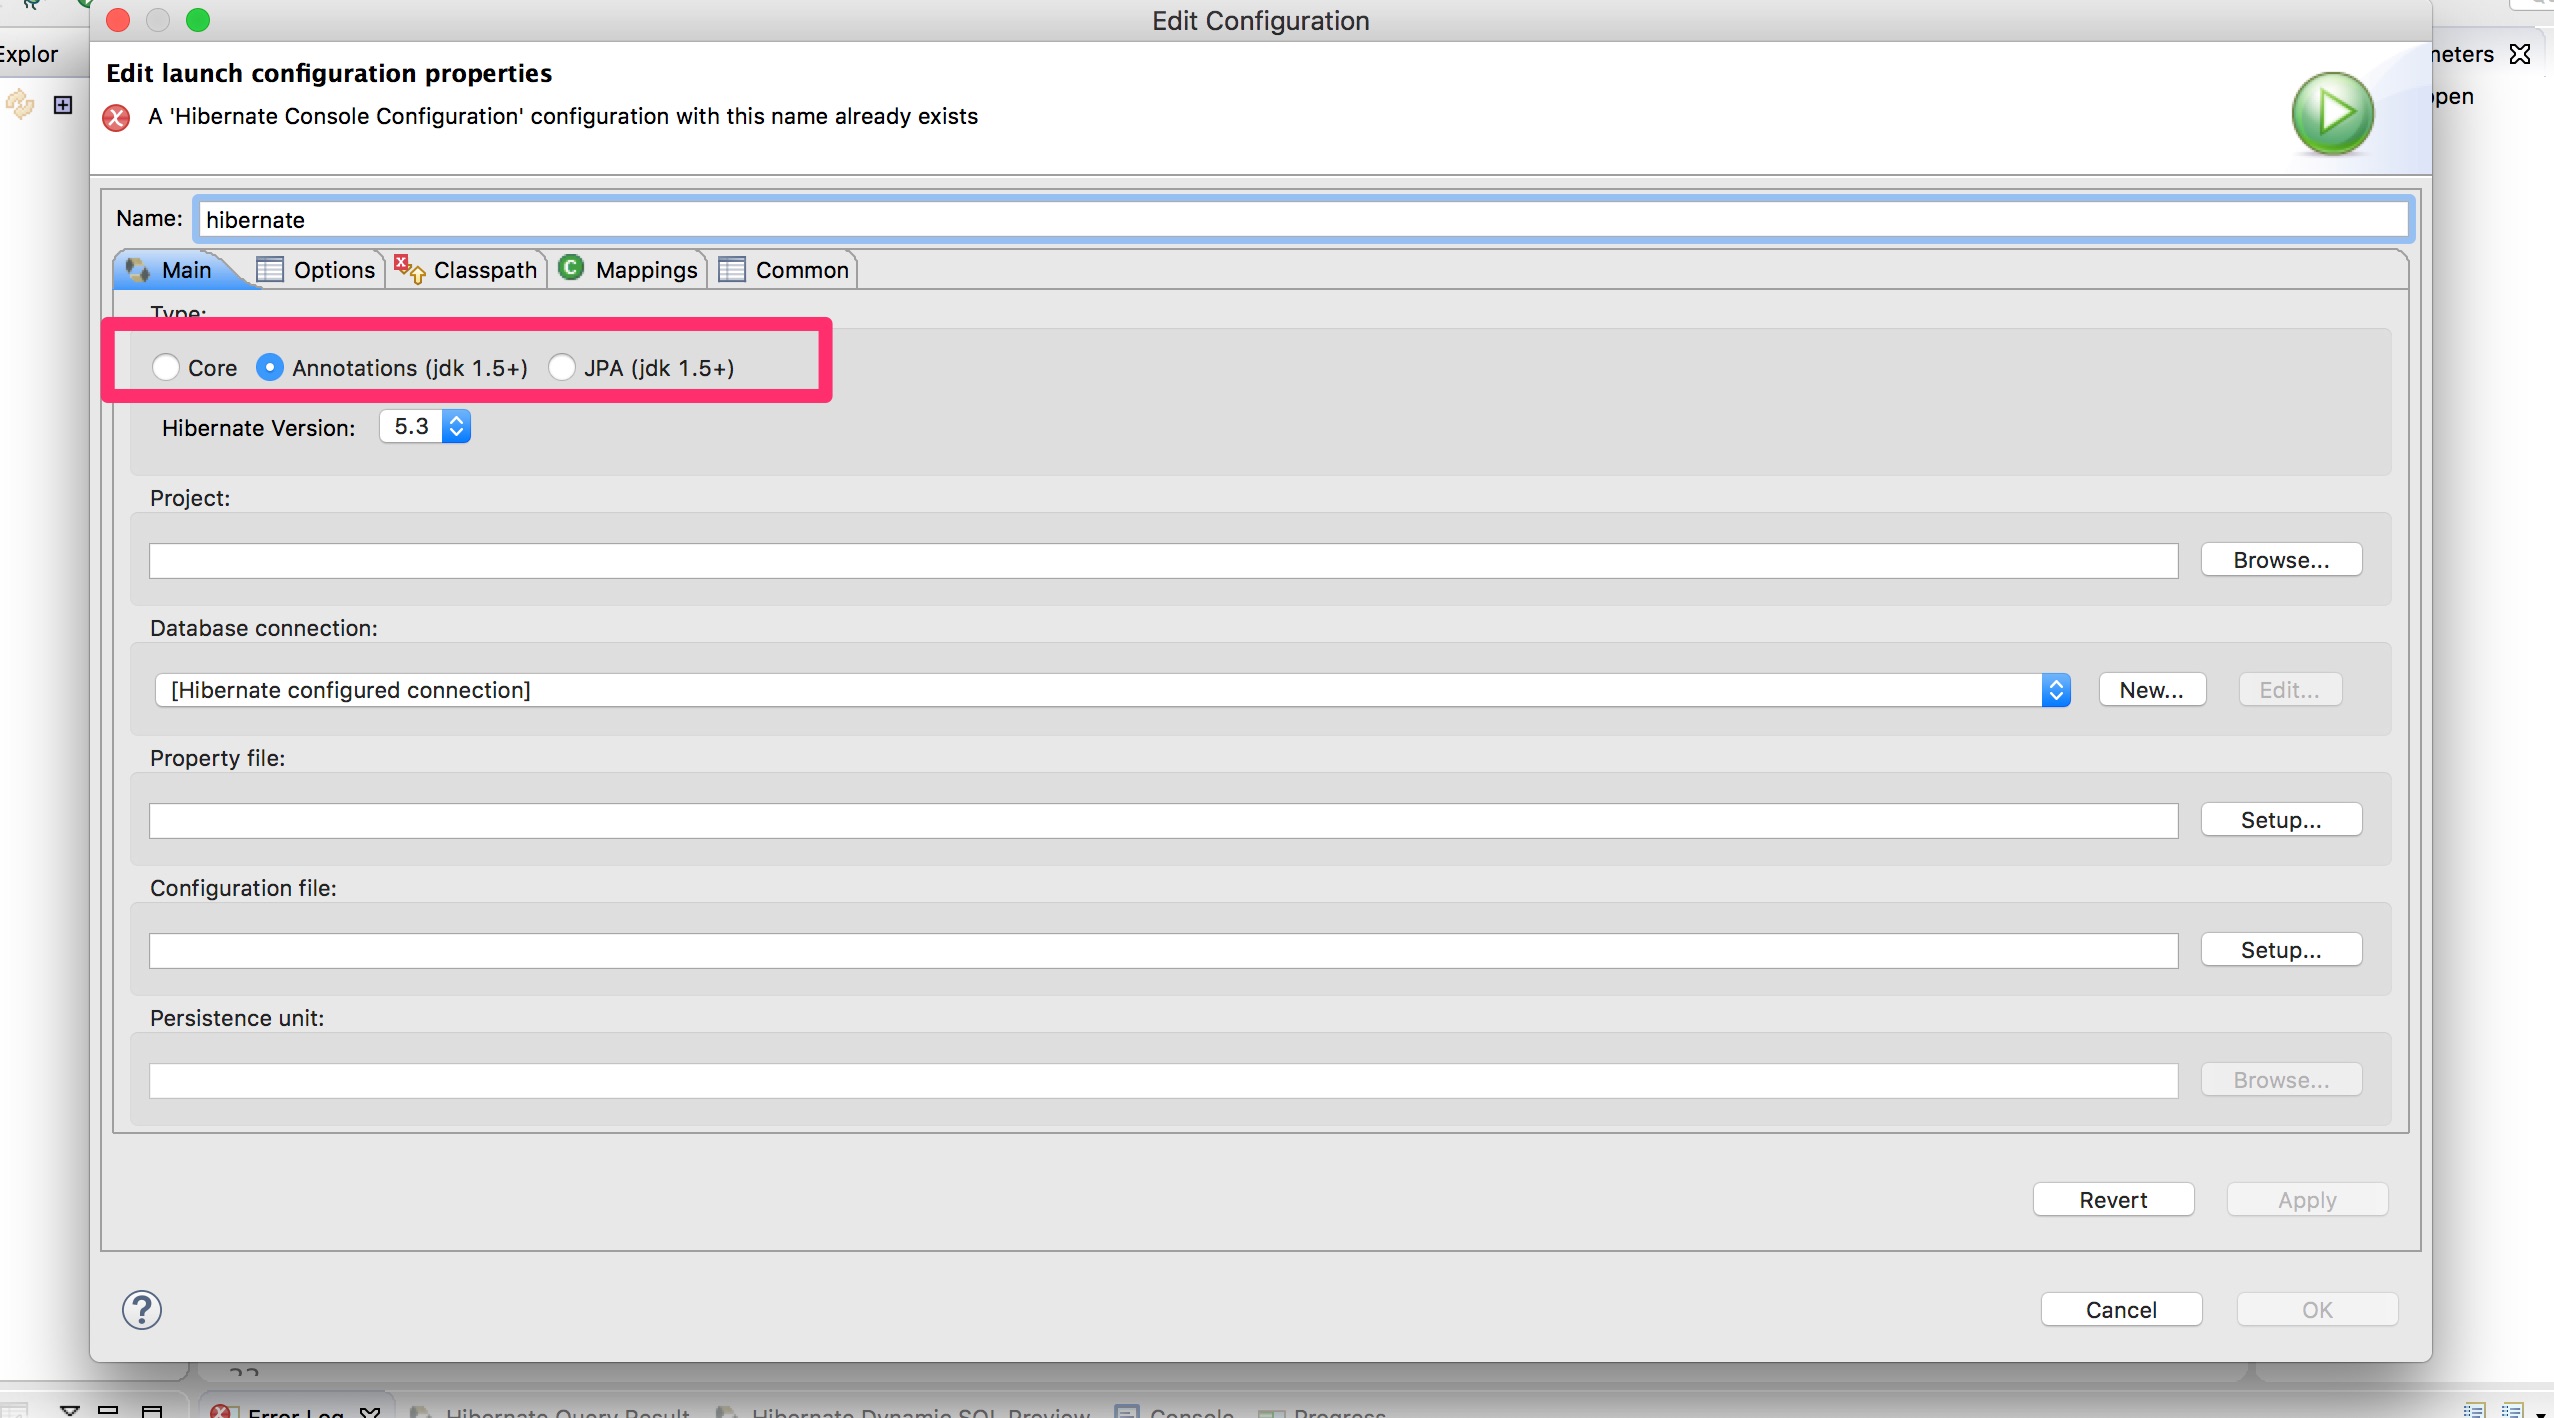 Edit Configuration
Explor
Edit launch configuration properties
A 'Hibernate Console Configuration' configuration with this name already exists
meters
open
Name: hibernate
Main Options Classpath Mappings Common
Type:
Core Annotations (jdk 1.5+) JPA (jdk 1.5+)
Hibernate Version: 5.3
Project:
Browse...
Database connection:
[Hibernate configured connection] New... Edit...
Property file:
Setup...
Configuration file:
Setup...
Persistence unit:
Browse...
Revert Apply
Cancel OK
Error Log Hibernate Query Result Hibernate Dynamic SQL Preview Console Progress